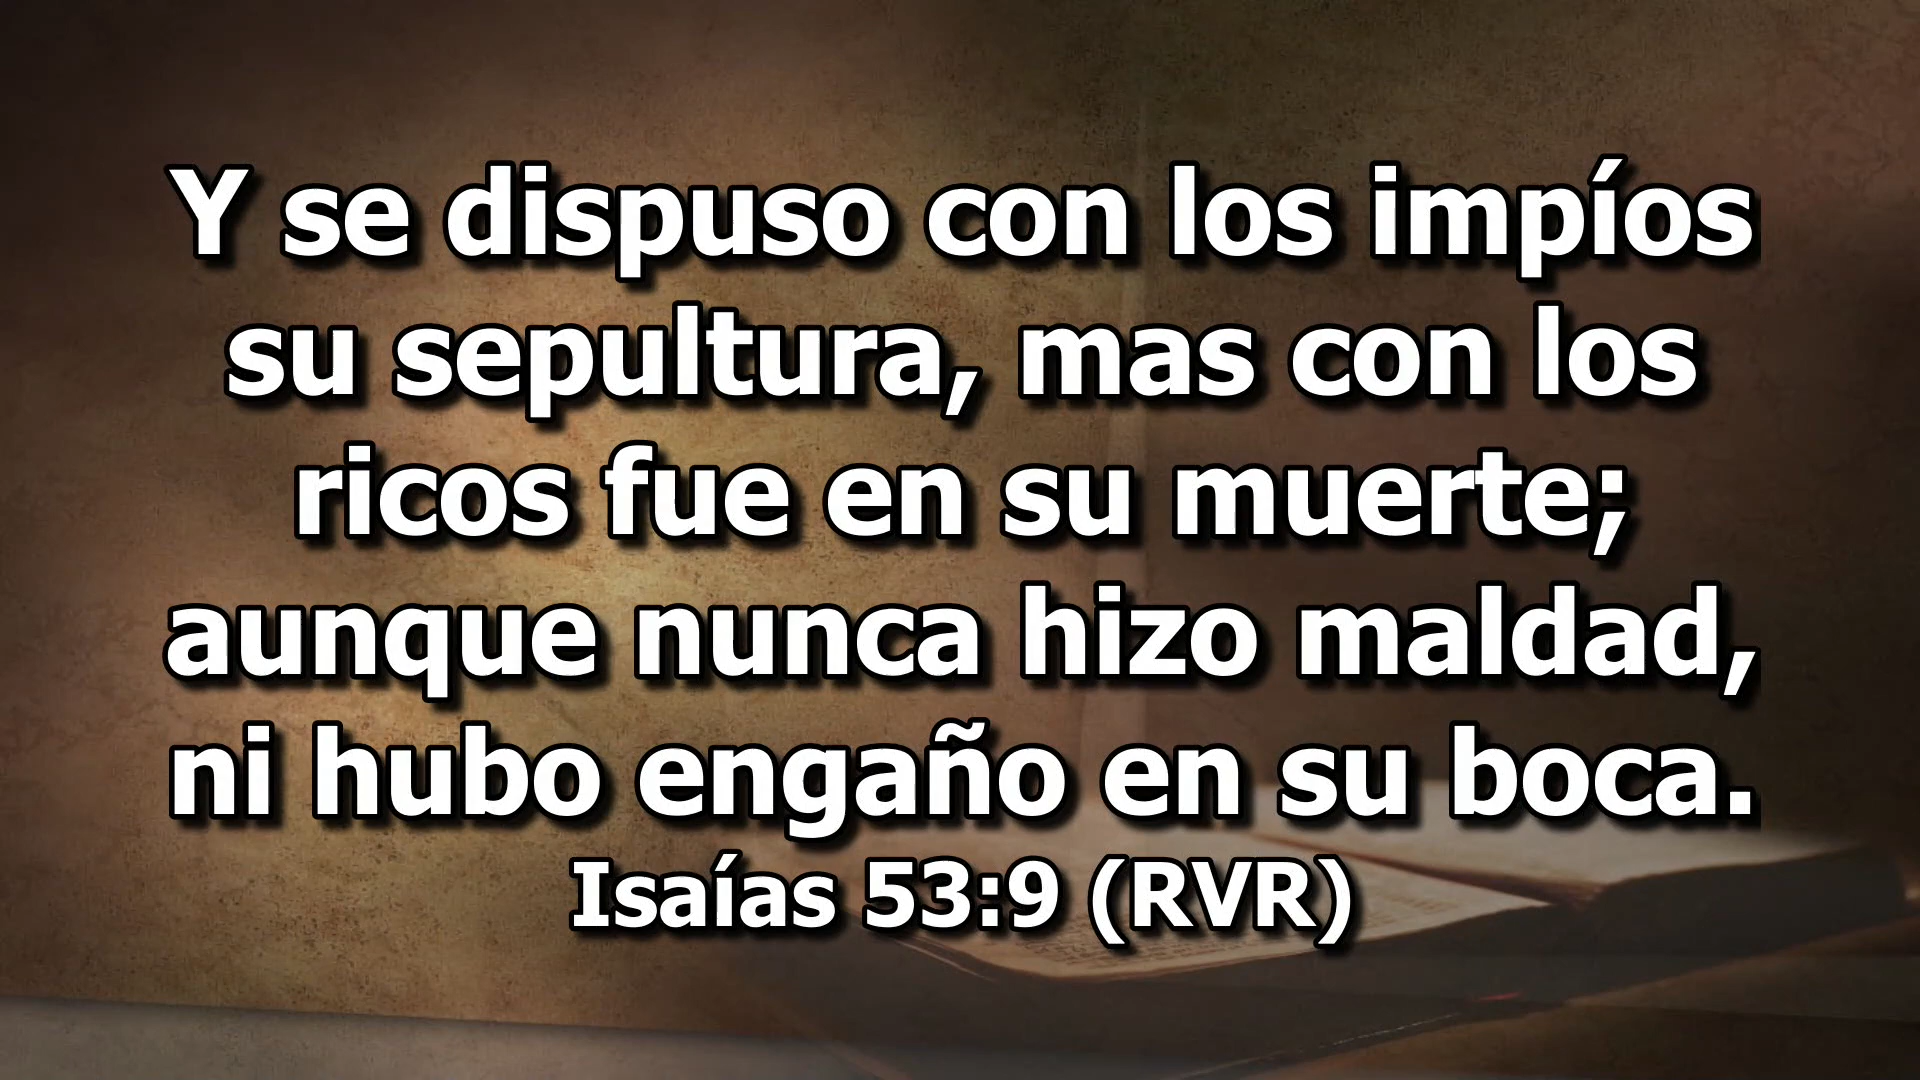 Y se dispuso con los impíos
su sepultura, mas con los
ricos fue en su muerte;
aunque nunca hizo maldad,
ni hubo engaño en su boca.
Isaías 53:9 (RVR)